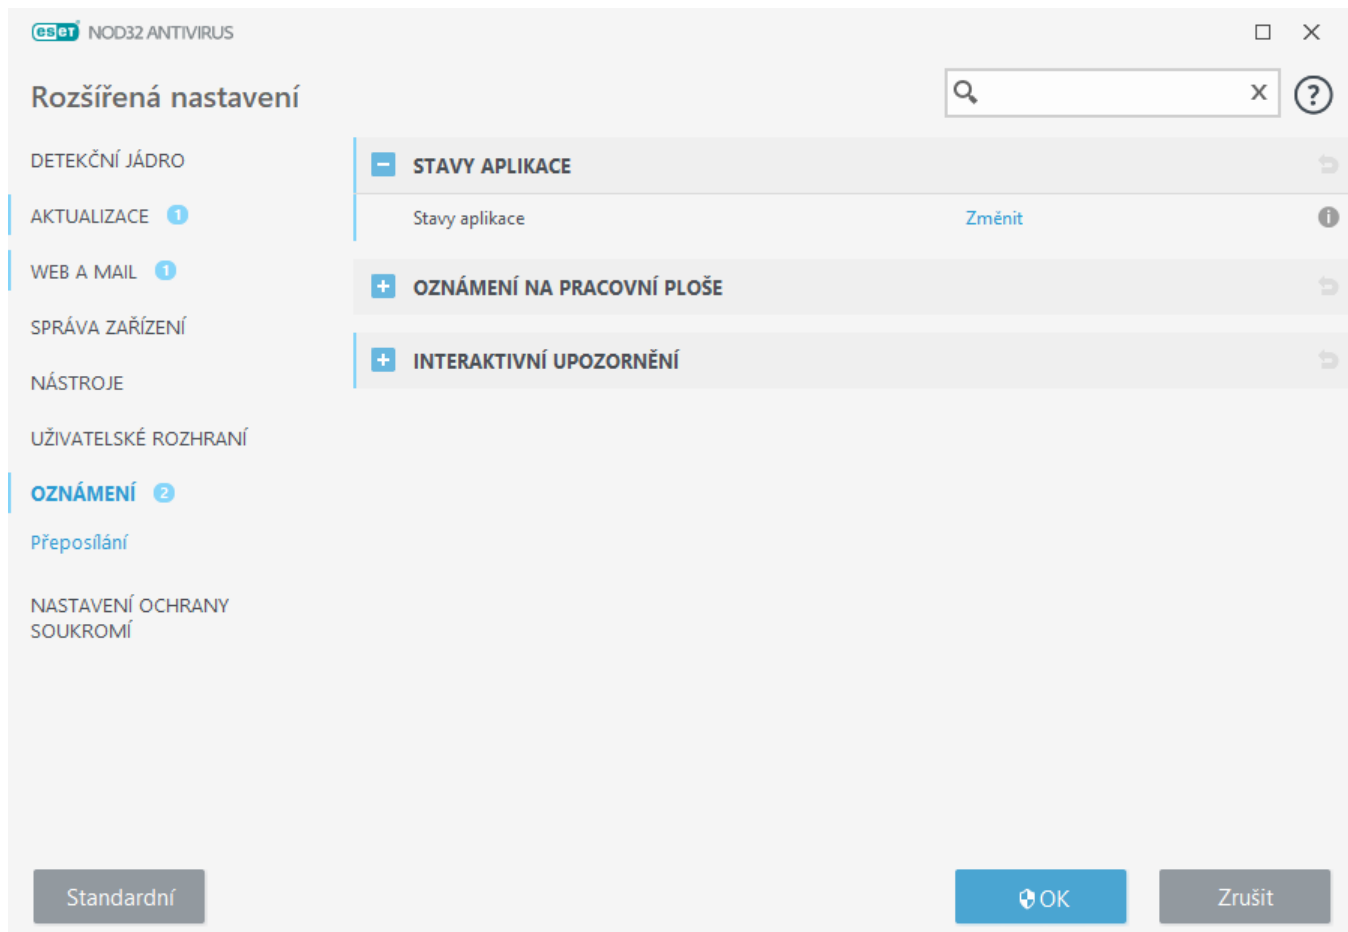 eset NOD32 ANTIVIRUS
Rozšířená nastavení
x
?
DETEKČNÍ JÁDRO
AKTUALIZACE 1
WEB A MAIL 1
SPRÁVA ZAŘÍZENÍ
NÁSTROJE
UŽIVATELSKÉ ROZHRANÍ
OZNÁMENÍ 2
Přeposílání
NASTAVENÍ OCHRANY
SOUKROMÍ
STAVY APLIKACE
Stavy aplikace Změnit i
OZNÁMENÍ NA PRACOVNÍ PLOŠE
INTERAKTIVNÍ UPOZORNĚNÍ
Standardní
OK
Zrušit